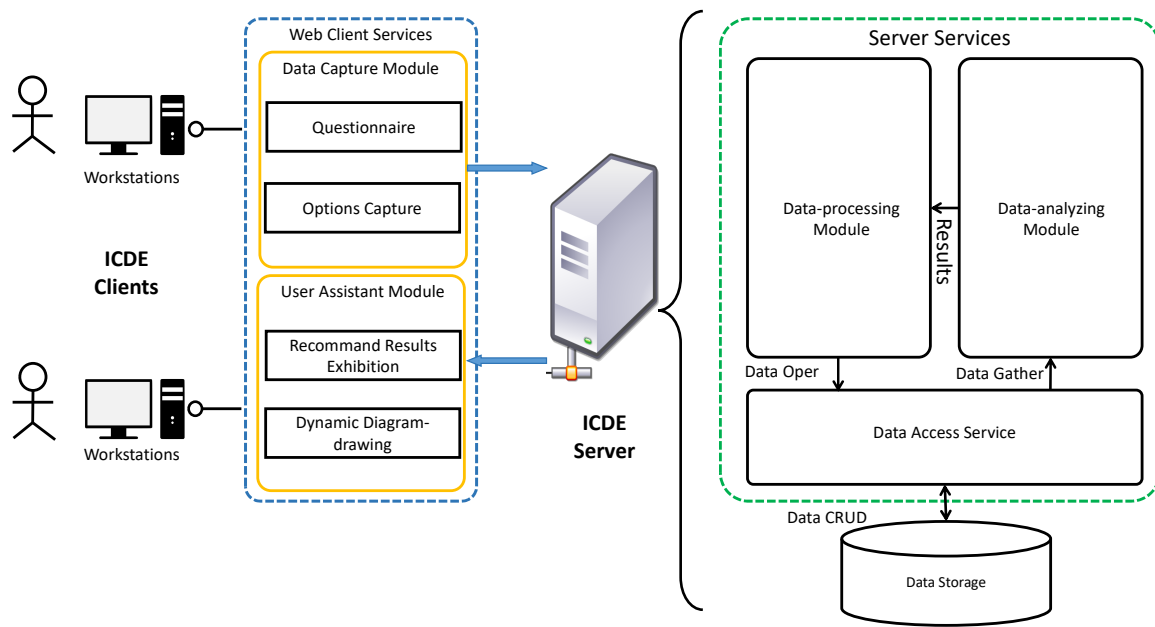 Web Client Services
Data Capture Module
Questionnaire
Options Capture
Workstations
ICDE
Clients
User Assistant Module
Recommand Results
Exhibition
Dynamic Diagram-
drawing
Workstations
ICDE
Server
Server Services
Data-processing
Module
Results
Data-analyzing
Module
Data Oper
Data Gather
Data Access Service
Data CRUD
Data Storage